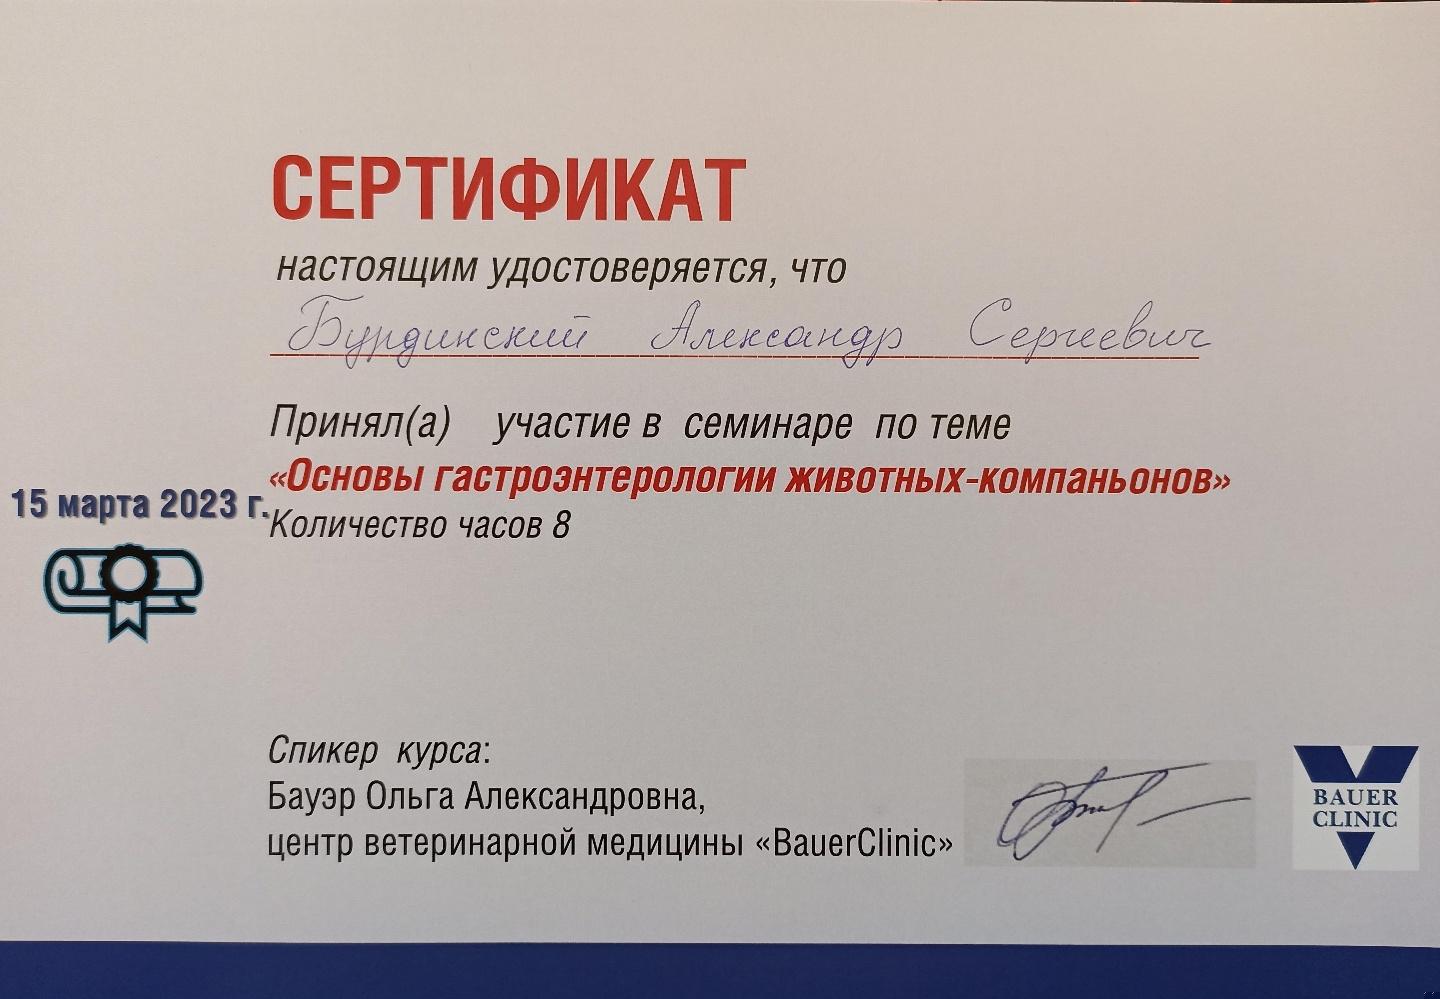 СЕРТИФИКАТ
настоящим удостоверяется, что
Бурдинский Александр Сергеевич
Принял(а) участие в семинаре по теме
«Основы гастроэнтерологии животных-компаньонов»
15 марта 2023 г.
Количество часов 8
Спикер курса:
Бауэр Ольга Александровна,
центр ветеринарной медицины «BauerClinic»
BAUER
CLINIC